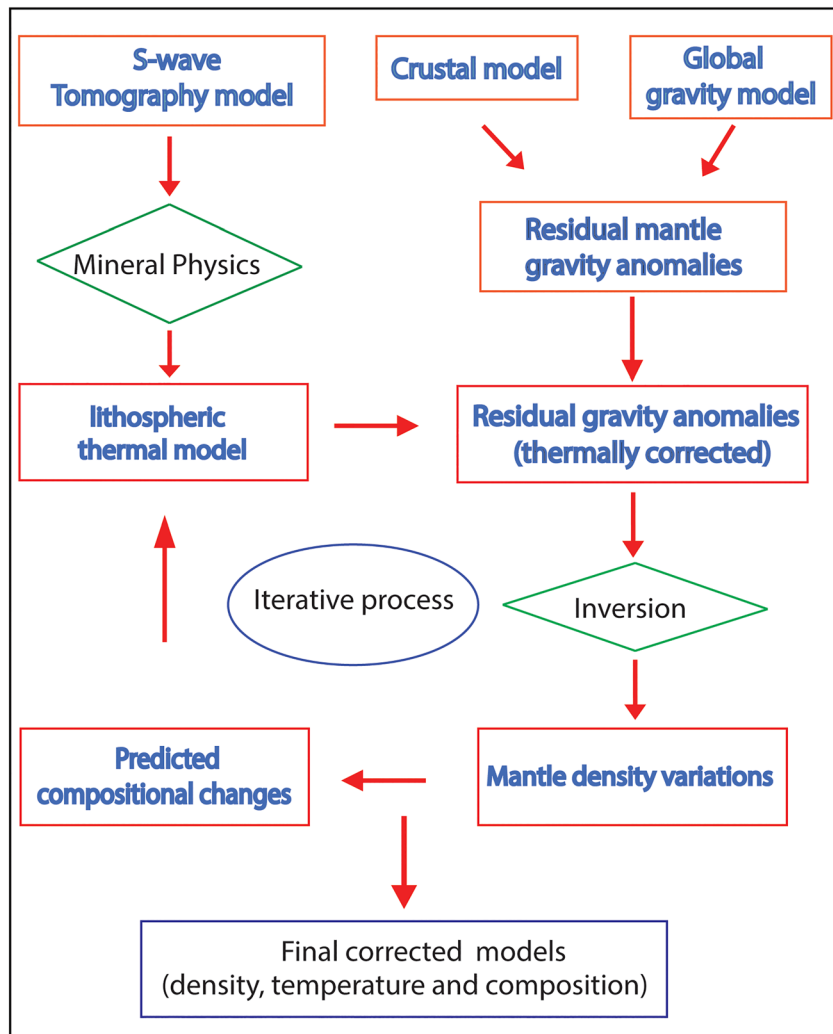 S-wave
Tomography model
Crustal model
Global
gravity model
Mineral Physics
Residual mantle
gravity anomalies
lithospheric
thermal model
Residual gravity anomalies
(thermally corrected)
Iterative process
Inversion
Predicted
compositional changes
Mantle density variations
Final corrected models
(density, temperature and composition)